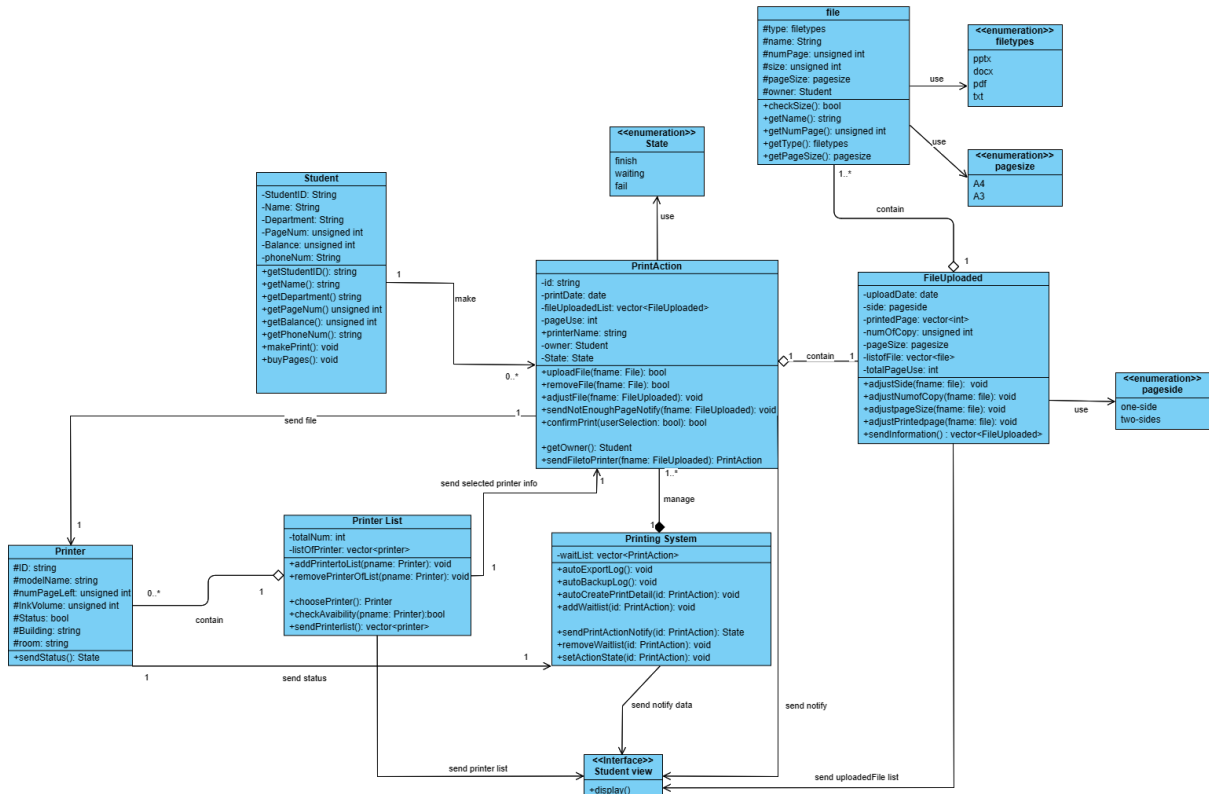 file
#type: filetypes
#name: String
#numPage: unsigned int
#size: unsigned int
#pageSize: pagesize
#owner: Student
+checkSize(): bool
+getName(): string
+getNumPage(): unsigned int
+getType(): filetypes
+getPageSize(): pagesize
use
<<enumeration>>
filetypes
pptx
docx
pdf
txt
use
<<enumeration>>
pagesize
A4
A3
<<enumeration>>
State
finish
waiting
fail
use
1..*
contain
1
Student
-StudentID: String
-Name: String
-Department: String
-PageNum: unsigned int
-Balance: unsigned int
-phoneNum: String
+getStudentID(): string
+getName(): string
+getDepartment() string
+getPageNum() unsigned int
+getBalance(): unsigned int
+getPhoneNum(): string
+makePrint(): void
+buyPages(): void
1
make
0..*
PrintAction
-id: string
-printDate: date
-fileUploadedList: vector<FileUploaded>
-pageUse: int
+printerName: string
-owner: Student
-State: State
+uploadFile(fname: File): bool
+removeFile(fname: File): bool
+adjustFile(fname: FileUploaded): void
+sendNotEnoughPageNotify(fname: FileUploaded): void
+confirmPrint(userSelection: bool): bool
+getOwner(): Student
+sendFiletoPrinter(fname: FileUploaded): PrintAction
1
contain
1
FileUploaded
-uploadDate: date
-side: pageside
-printedPage: vector<int>
-numOfCopy: unsigned int
-pageSize: pagesize
-listofFile: vector<file>
-totalPageUse: int
+adjustSide(fname: file): void
+adjustNumofCopy(fname: file): void
+adjustpageSize(fname: file): void
+adjustPrintedpage(fname: file): void
+sendInformation() : vector<FileUploaded>
use
<<enumeration>>
pageside
one-side
two-sides
send file
1
1
send selected printer info
1
1
1..*
manage
1
Printer
#ID: string
#modelName: string
#numPageLeft: unsigned int
#InkVolume: unsigned int
#Status: bool
#Building: string
#room: string
+sendStatus(): State
0..*
contain
1
Printer List
-totalNum: int
-listOfPrinter: vector<printer>
+addPrintertoList(pname: Printer): void
+removePrinterOfList(pname: Printer): void
+choosePrinter(): Printer
+checkAvaibility(pname: Printer):bool
+sendPrinterlist(): vector<printer>
Printing System
-waitList: vector<PrintAction>
+autoExportLog(): void
+autoBackupLog(): void
+autoCreatePrintDetail(id: PrintAction): void
+addWaitlist(id: PrintAction): void
+sendPrintActionNotify(id: PrintAction): State
+removeWaitlist(id: PrintAction): void
+setActionState(id: PrintAction): void
1
send status
1
send notify data
send notify
send printer list
send uploadedFile list
<<Interface>>
Student view
+display()